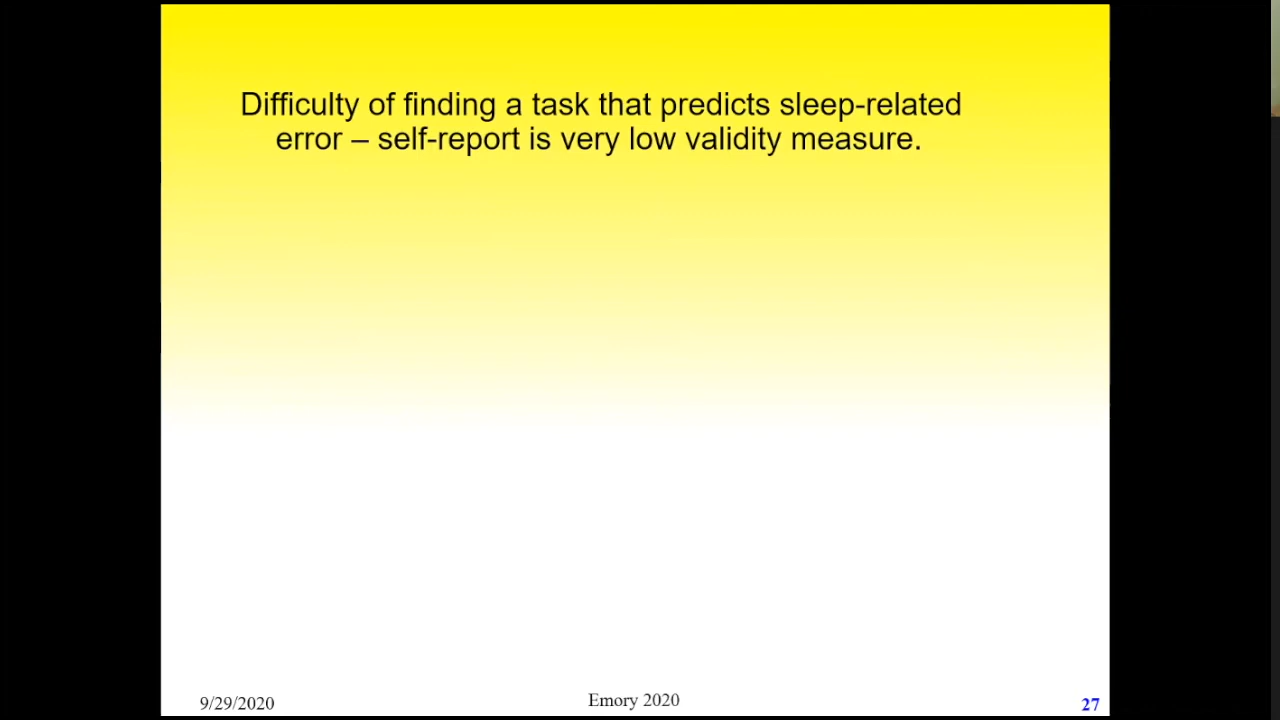 Difficulty of finding a task that predicts sleep-related
error – self-report is very low validity measure.
9/29/2020
Emory 2020
27